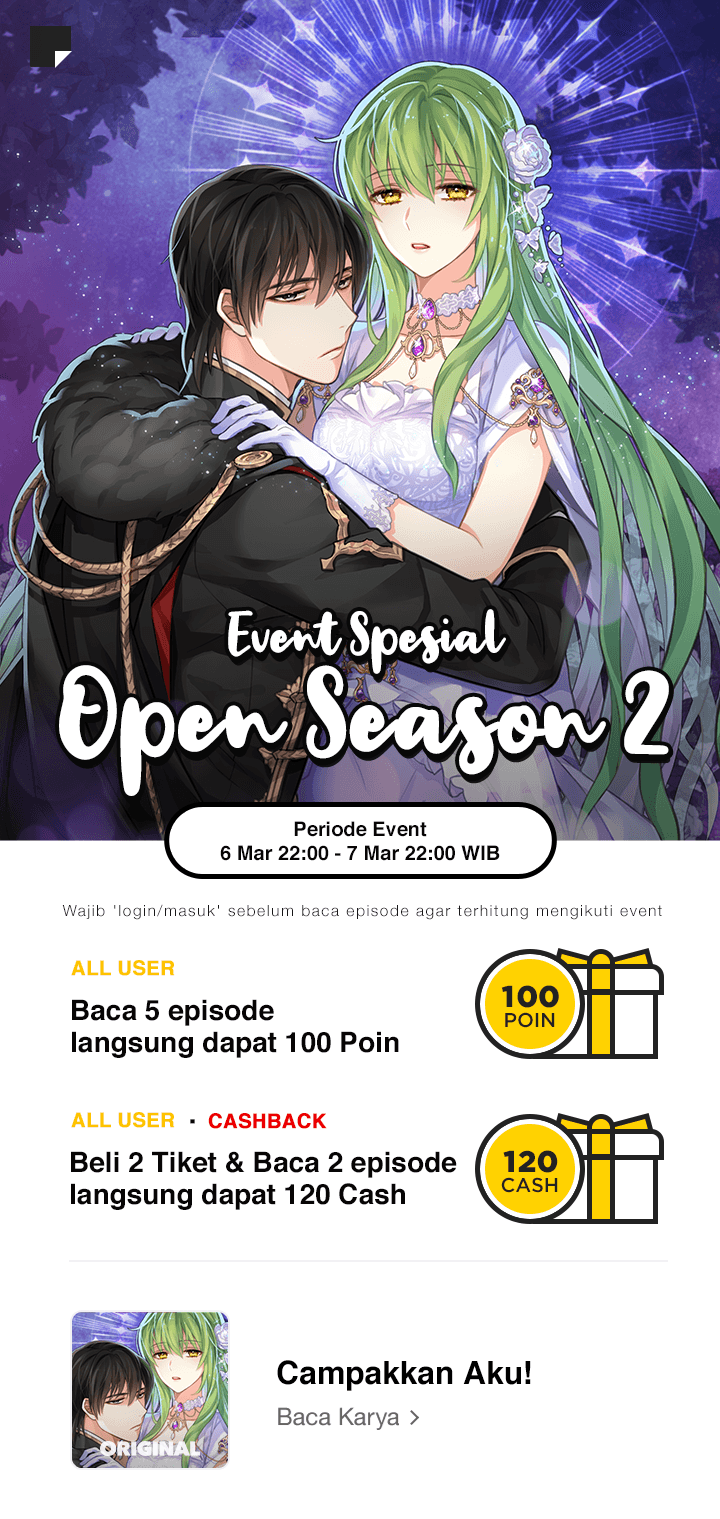 Event Spesial
Open Season 2
Periode Event
6 Mar 22:00 - 7 Mar 22:00 WIB
Wajib 'login/masuk' sebelum baca episode agar terhitung mengikuti event
ALL USER
Baca 5 episode
langsung dapat 100 Poin
100
POIN
ALL USER · CASHBACK
Beli 2 Tiket & Baca 2 episode
langsung dapat 120 Cash
120
CASH
ORIGINAL
Campakkan Aku!
Baca Karya >